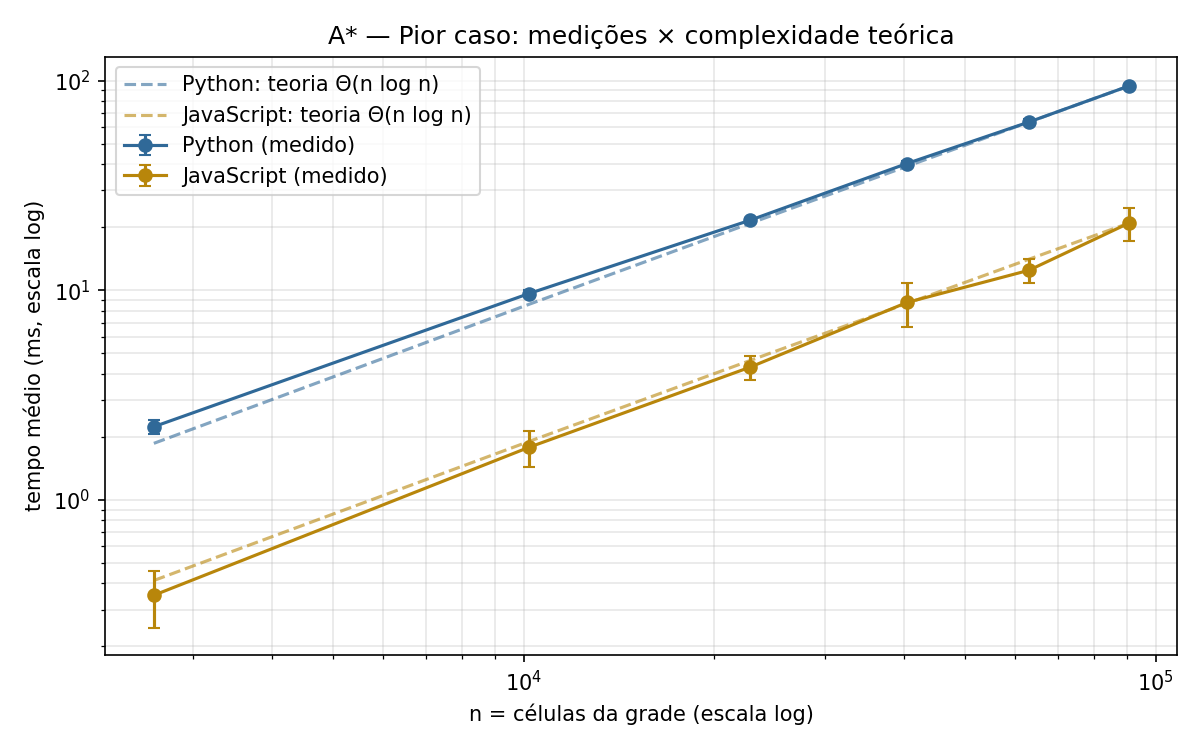 A* — Pior caso: medições × complexidade teórica
Python: teoria Θ(n log n)
JavaScript: teoria Θ(n log n)
Python (medido)
JavaScript (medido)
tempo médio (ms, escala log)
10²
10¹
10⁰
10⁴
10⁵
n = células da grade (escala log)